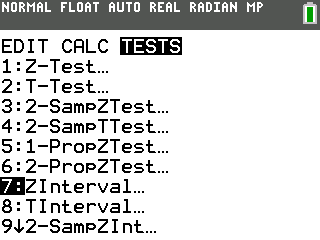 NORMAL FLOAT AUTO REAL RADIAN MP
EDIT CALC TESTS
1:Z-Test…
2:T-Test…
3:2-SampZTest…
4:2-SampTTest…
5:1-PropZTest…
6:2-PropZTest…
7:ZInterval…
8:TInterval…
9↓2-SampZInt…